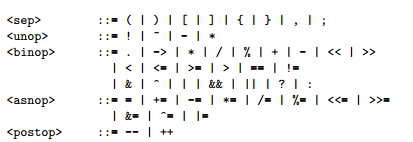 <sep> ::= ( | ) | [ | ] | { | } | , | ;
<unop> ::= ! | ~ | - | *
<binop> ::= . | -> | * | / | % | + | - | << | >>
| < | <= | >= | > | == | !=
| & | ^ | | | && | || | ? | :
<asnop> ::= = | += | -= | *= | /= | %= | <<= | >>=
| &= | ^= | |=
<postop> ::= -- | ++